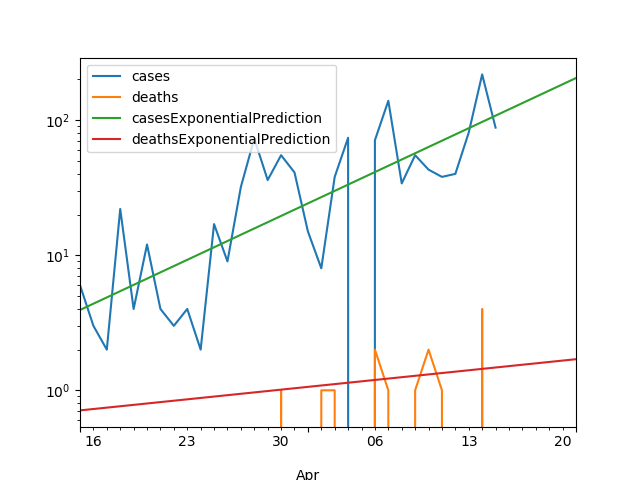 cases
deaths
casesExponentialPrediction
deathsExponentialPrediction
10²
10¹
10⁰
16 23 30 06 13 20
Apr